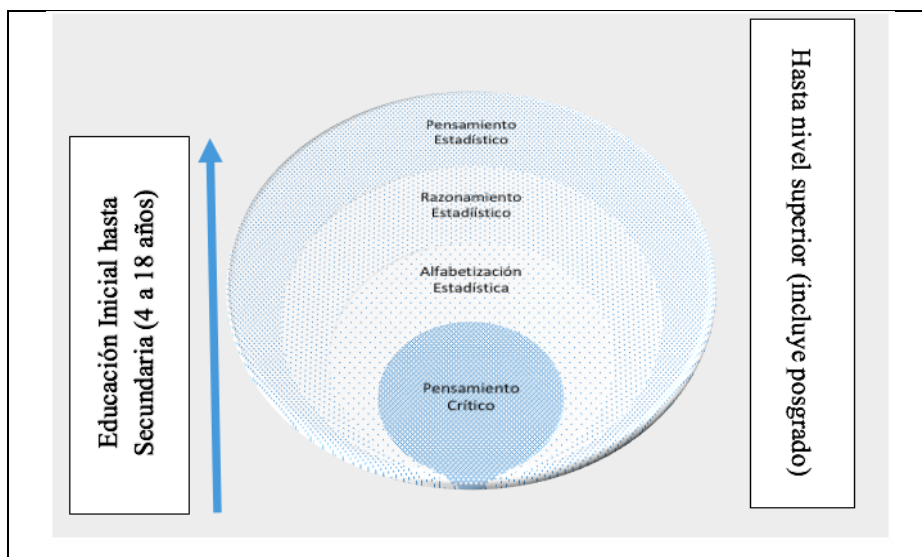 Educación Inicial hasta
Secundaria (4 a 18 años)
Pensamiento
Estadístico
Razonamiento
Estadiístico
Alfabetización
Estadística
Pensamiento
Crítico
Hasta nivel superior (incluye posgrado)